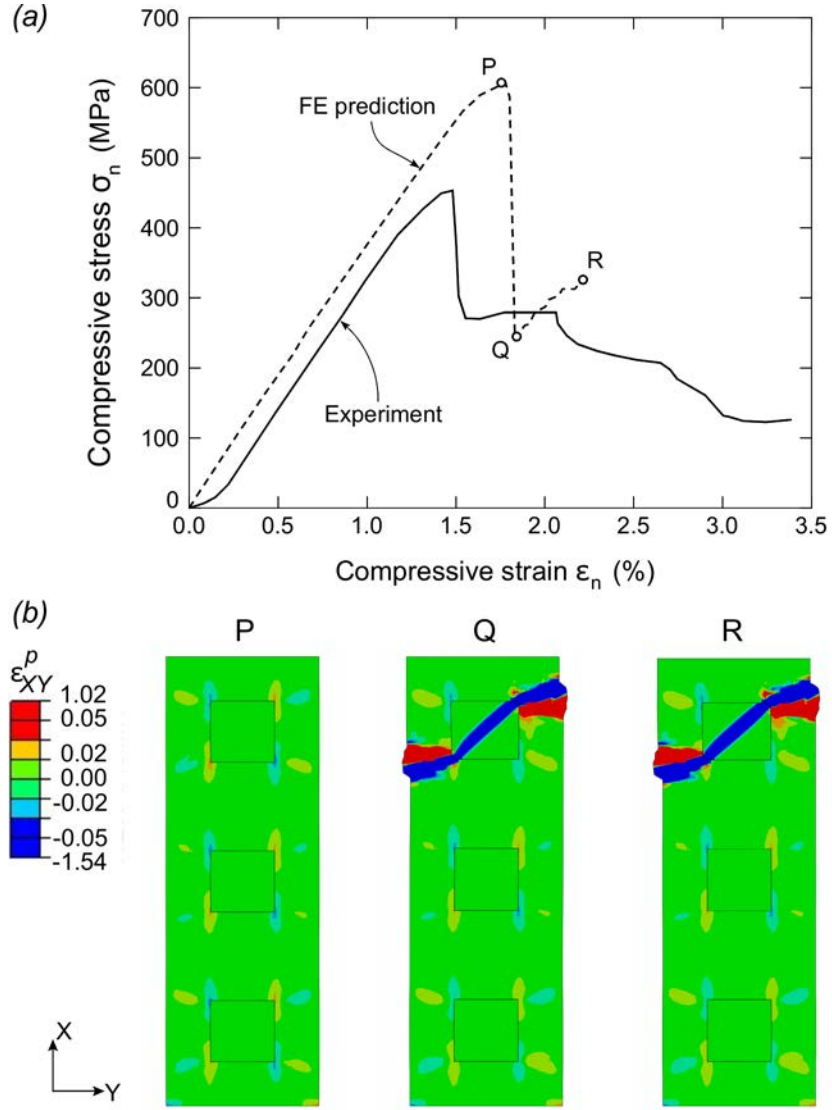 (a)
Compressive stress σn (MPa)
700
600
500
400
300
200
100
0
P
FE prediction
R
Q
Experiment
0.0 0.5 1.0 1.5 2.0 2.5 3.0 3.5
Compressive strain εn (%)
(b)
P Q R
εpXY
1.02
0.05
0.02
0.00
-0.02
-0.05
-1.54
X
Y